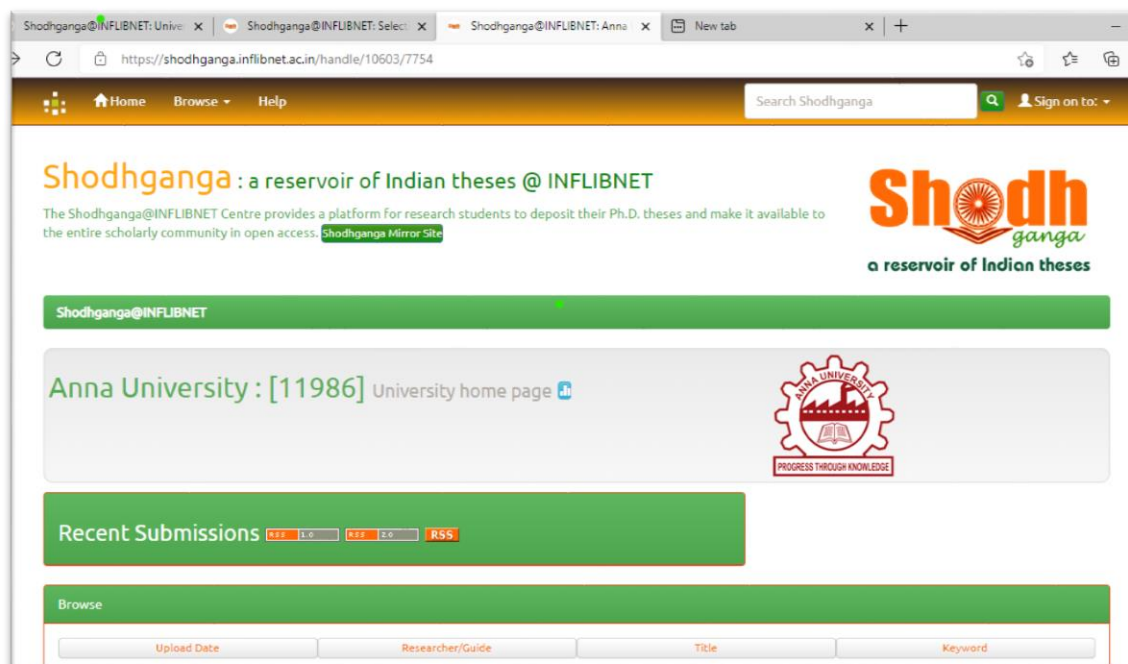 Shodhganga@INFLIBNET: Unive
Shodhganga@INFLIBNET: Select
Shodhganga@INFLIBNET: Anna
New tab
https://shodhganga.inflibnet.ac.in/handle/10603/7754
Home Browse Help
Search Shodhganga
Sign on to:
Shodhganga : a reservoir of Indian theses @ INFLIBNET
The Shodhganga@INFLIBNET Centre provides a platform for research students to deposit their Ph.D. theses and make it available to
the entire scholarly community in open access. Shodhganga Mirror Site
Shodh
ganga
a reservoir of Indian theses
Shodhganga@INFLIBNET
Anna University : [11986] University home page
ANNA UNIVERSITY
PROGRESS THROUGH KNOWLEDGE
Recent Submissions RSS 1.0 RSS 2.0 RSS
Browse
Upload Date Researcher/Guide Title Keyword